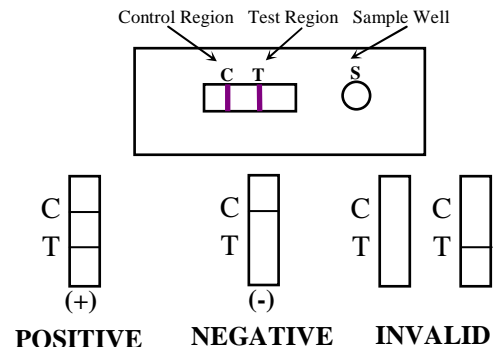 Control Region Test Region Sample Well
C T S
C C C C
T T T T
(+) (-)
POSITIVE NEGATIVE INVALID